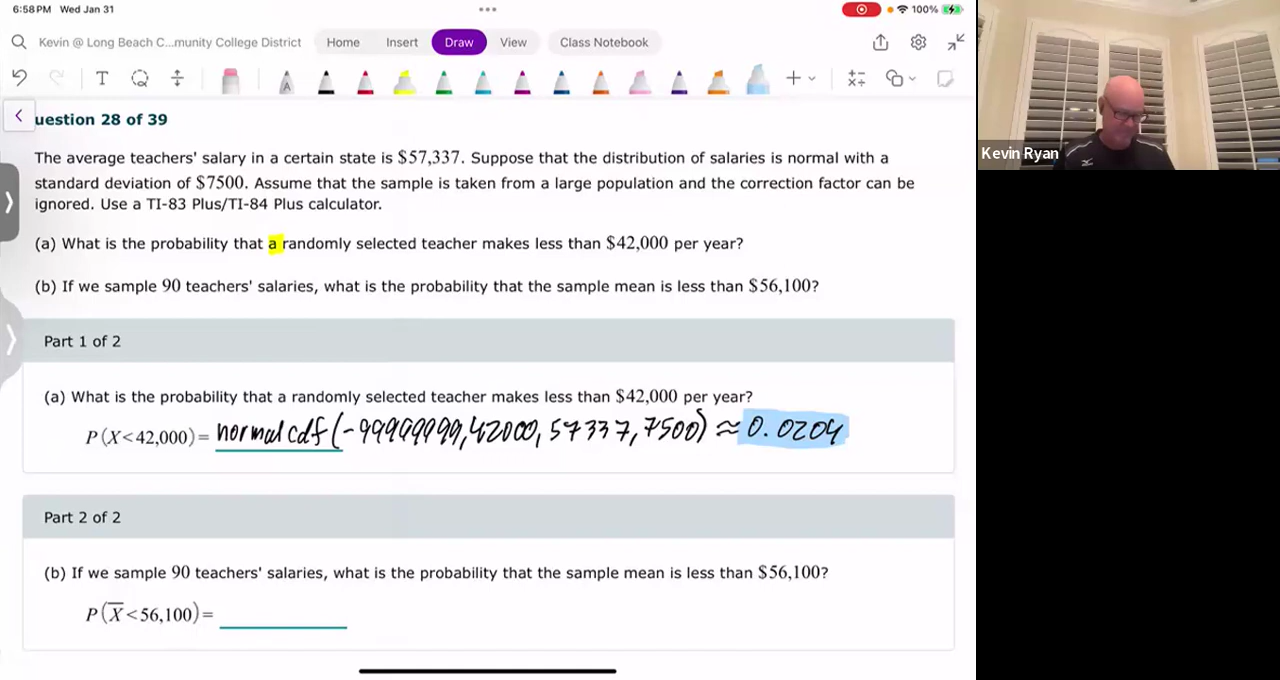 6:58 PM Wed Jan 31
100%
Kevin @ Long Beach C...munity College District
Home
Insert
Draw
View
Class Notebook
T
A
uestion 28 of 39
The average teachers' salary in a certain state is $57,337. Suppose that the distribution of salaries is normal with a
standard deviation of $7500. Assume that the sample is taken from a large population and the correction factor can be
ignored. Use a TI-83 Plus/TI-84 Plus calculator.
(a) What is the probability that a randomly selected teacher makes less than $42,000 per year?
(b) If we sample 90 teachers' salaries, what is the probability that the sample mean is less than $56,100?
Part 1 of 2
(a) What is the probability that a randomly selected teacher makes less than $42,000 per year?
P(X<42,000)= normalcdf(-99999999,42000,57337,7500) ≈ 0.0204
Part 2 of 2
(b) If we sample 90 teachers' salaries, what is the probability that the sample mean is less than $56,100?
P(X̅<56,100)=
Kevin Ryan